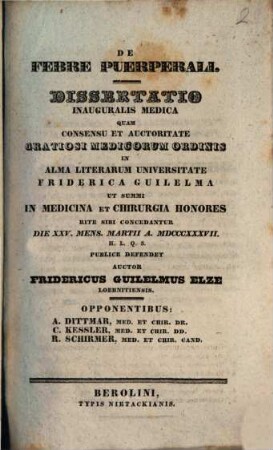 2
DE
FEBRE PUERPERALI.
DISSERTATIO
INAUGURALIS MEDICA
QUAM
CONSENSU ET AUCTORITATE
GRATIOSI MEDICORUM ORDINIS
IN
ALMA LITERARUM UNIVERSITATE
FRIDERICA GUILELMA
UT SUMMI
IN MEDICINA ET CHIRURGIA HONORES
RITE SIBI CONCEDANTUR
DIE XXV. MENS. MARTII A. MDCCCXXXVII.
H. L. Q. S.
PUBLICE DEFENDET
AUCTOR
FRIDERICUS GUILELMUS ELZE
LOERNITIENSIS.
OPPONENTIBUS:
A. DITTMAR, MED. ET CHIR. DR.
C. KESSLER, MED. ET CHIR. DD.
R. SCHIRMER, MED. ET CHIR. CAND.
BEROLINI,
TYPIS NIETACKIANIS.